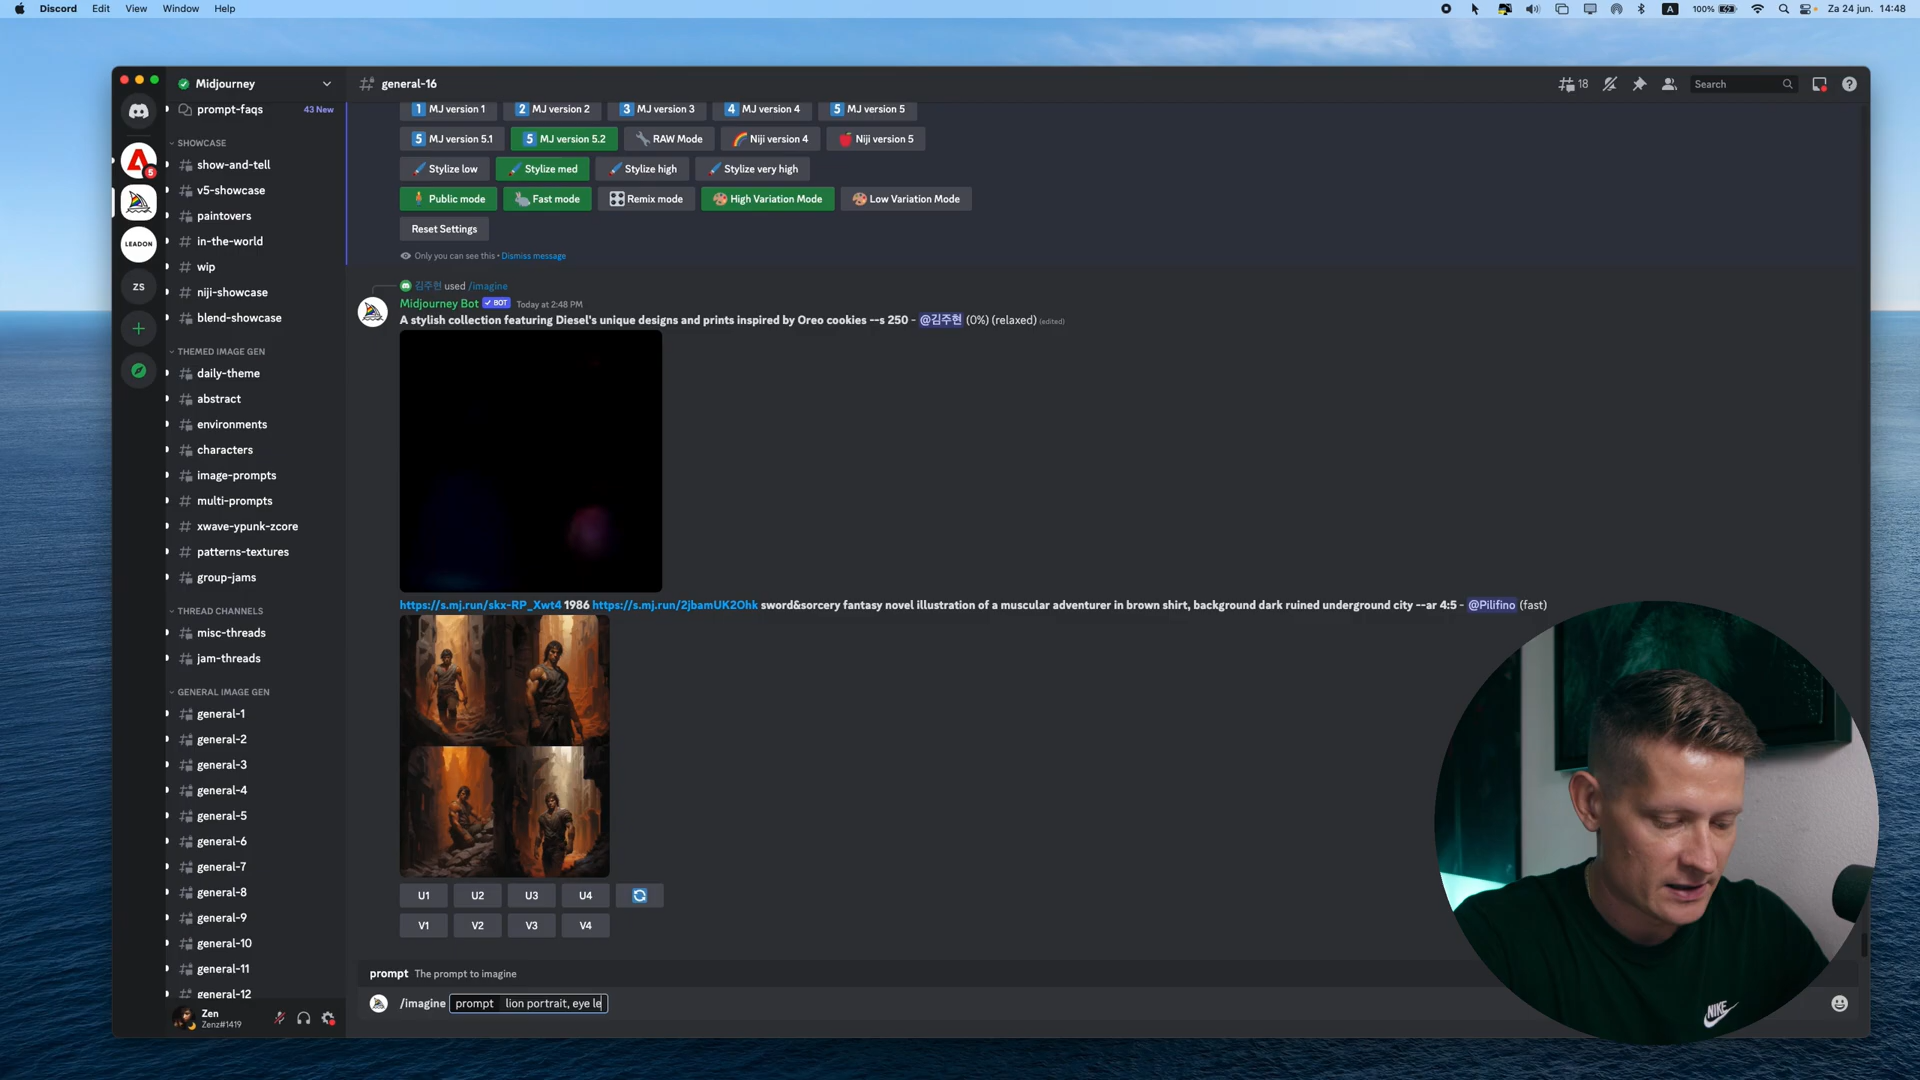 Discord Edit View Window Help
A 100% Za 24 jun. 14:48
Midjourney
prompt-faqs 43 New
SHOWCASE
show-and-tell
v5-showcase
paintovers
in-the-world
wip
niji-showcase
blend-showcase
THEMED IMAGE GEN
daily-theme
abstract
environments
characters
image-prompts
multi-prompts
xwave-ypunk-zcore
patterns-textures
group-jams
THREAD CHANNELS
misc-threads
jam-threads
GENERAL IMAGE GEN
general-1
general-2
general-3
general-4
general-5
general-6
general-7
general-8
general-9
general-10
general-11
general-12
Zen
Zenz#1419
5
LEADON
ZS
general-16
18
Search
1 MJ version 1 2 MJ version 2 3 MJ version 3 4 MJ version 4 5 MJ version 5
5 MJ version 5.1 5 MJ version 5.2 RAW Mode Niji version 4 Niji version 5
Stylize low Stylize med Stylize high Stylize very high
Public mode Fast mode Remix mode High Variation Mode Low Variation Mode
Reset Settings
Only you can see this • Dismiss message
김주현 used /imagine
Midjourney Bot ✓ BOT Today at 2:48 PM
A stylish collection featuring Diesel's unique designs and prints inspired by Oreo cookies --s 250 - @김주현 (0%) (relaxed) (edited)
https://s.mj.run/skx-RP_Xwt4 1986 https://s.mj.run/2jbamUK2Ohk sword&sorcery fantasy novel illustration of a muscular adventurer in brown shirt, background dark ruined underground city --ar 4:5 - @Pilifino (fast)
U1 U2 U3 U4
V1 V2 V3 V4
prompt The prompt to imagine
/imagine prompt lion portrait, eye le
NIKE